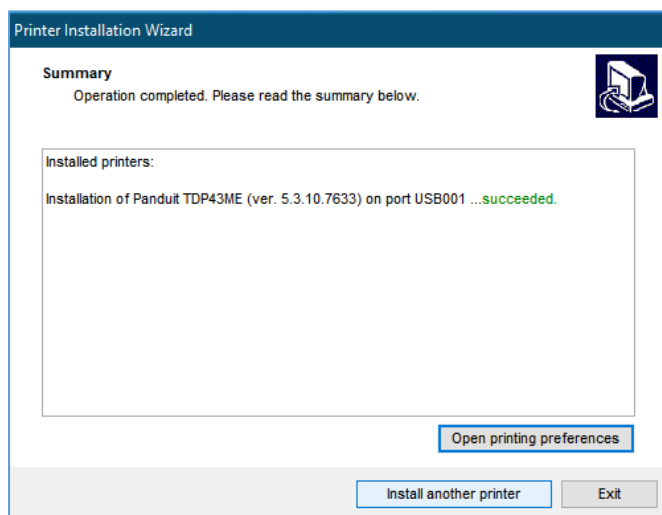 Printer Installation Wizard
Summary
Operation completed. Please read the summary below.
Installed printers:
Installation of Panduit TDP43ME (ver. 5.3.10.7633) on port USB001 ...succeeded.
Open printing preferences
Install another printer
Exit